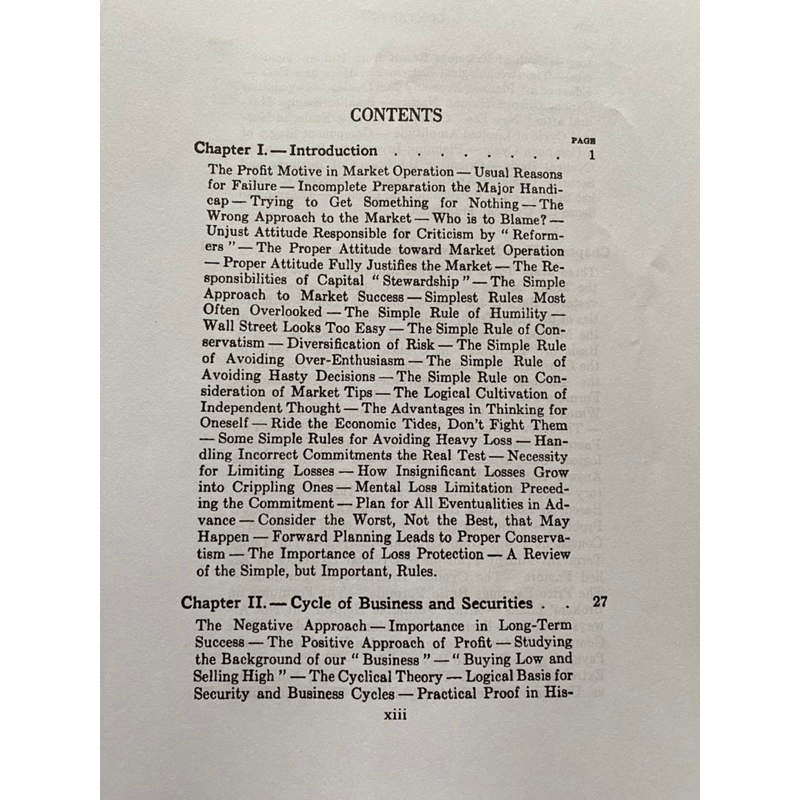 CONTENTS
PAGE
Chapter I.—Introduction . . . . . . . . 1
The Profit Motive in Market Operation — Usual Reasons
for Failure — Incomplete Preparation the Major Handi-
cap — Trying to Get Something for Nothing — The
Wrong Approach to the Market — Who is to Blame? —
Unjust Attitude Responsible for Criticism by " Reform-
ers " — The Proper Attitude toward Market Operation
— Proper Attitude Fully Justifies the Market — The Re-
sponsibilities of Capital " Stewardship " — The Simple
Approach to Market Success — Simplest Rules Most
Often Overlooked — The Simple Rule of Humility —
Wall Street Looks Too Easy — The Simple Rule of Con-
servatism — Diversification of Risk — The Simple Rule
of Avoiding Over-Enthusiasm — The Simple Rule of
Avoiding Hasty Decisions — The Simple Rule on Con-
sideration of Market Tips — The Logical Cultivation of
Independent Thought — The Advantages in Thinking for
Oneself — Ride the Economic Tides, Don't Fight Them
— Some Simple Rules for Avoiding Heavy Loss — Han-
dling Incorrect Commitments the Real Test — Necessity
for Limiting Losses — How Insignificant Losses Grow
into Crippling Ones — Mental Loss Limitation Preced-
ing the Commitment — Plan for All Eventualities in Ad-
vance — Consider the Worst, Not the Best, that May
Happen — Forward Planning Leads to Proper Conserva-
tism — The Importance of Loss Protection — A Review
of the Simple, but Important, Rules.
Chapter II.—Cycle of Business and Securities . . 27
The Negative Approach — Importance in Long-Term
Success — The Positive Approach of Profit — Studying
the Background of our " Business " — " Buying Low and
Selling High " — The Cyclical Theory — Logical Basis for
Security and Business Cycles — Practical Proof in His-
xiii